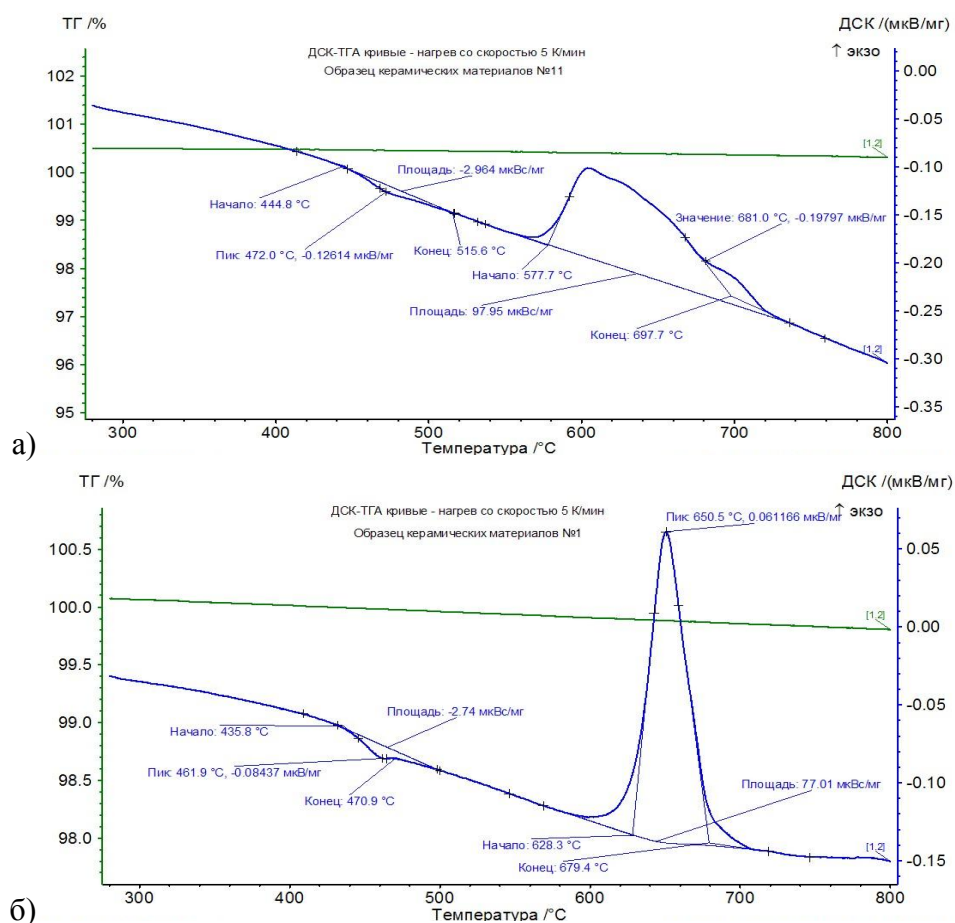 ТГ /%
ДСК /(мкВ/мг)
ДСК-ТГА кривые - нагрев со скоростью 5 К/мин
↑ экзо
Образец керамических материалов №11
102
101
100
99
98
97
96
95
0.00
-0.05
-0.10
-0.15
-0.20
-0.25
-0.30
-0.35
[1,2]
Площадь: -2.964 мкВс/мг
Начало: 444.8 °C
Значение: 681.0 °C, -0.19797 мкВ/мг
Пик: 472.0 °C, -0.12614 мкВ/мг
Конец: 515.6 °C
Начало: 577.7 °C
Площадь: 97.95 мкВс/мг
Конец: 697.7 °C
[1,2]
300 400 500 600 700 800
Температура /°C
а)
ТГ /%
ДСК /(мкВ/мг)
ДСК-ТГА кривые - нагрев со скоростью 5 К/мин
↑ экзо
Образец керамических материалов №1
Пик: 650.5 °C, 0.061166 мкВ/мг
100.5
100.0
99.5
99.0
98.5
98.0
0.05
0.00
-0.05
-0.10
-0.15
[1,2]
Площадь: -2.74 мкВс/мг
Начало: 435.8 °C
Пик: 461.9 °C, -0.08437 мкВ/мг
Конец: 470.9 °C
Площадь: 77.01 мкВс/мг
Начало: 628.3 °C
Конец: 679.4 °C
[1,2]
300 400 500 600 700 800
Температура /°C
б)